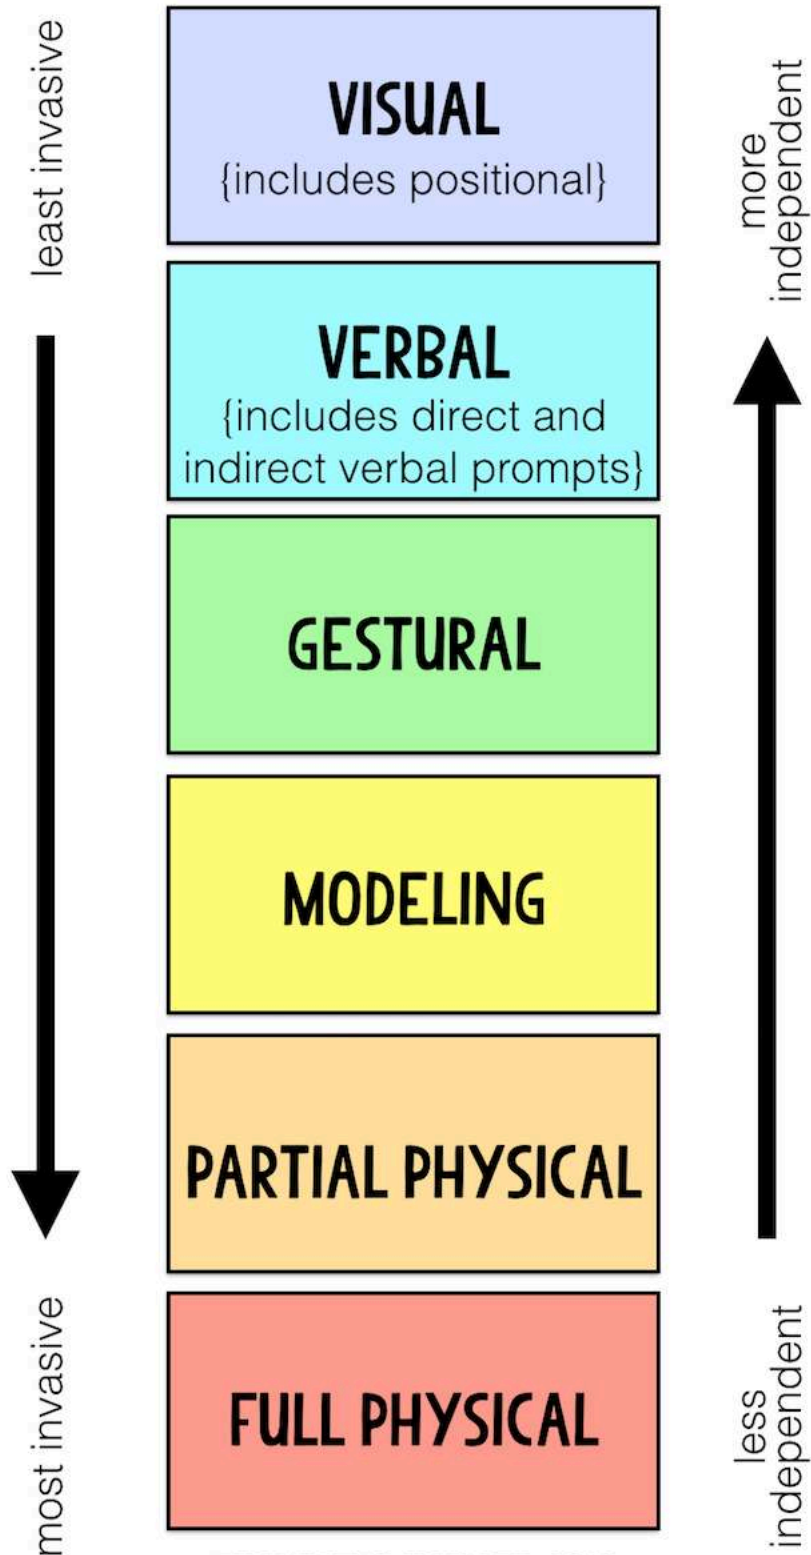 least invasive
more
independent
VISUAL
{includes positional}
VERBAL
{includes direct and
indirect verbal prompts}
GESTURAL
MODELING
PARTIAL PHYSICAL
FULL PHYSICAL
most invasive
less
independent